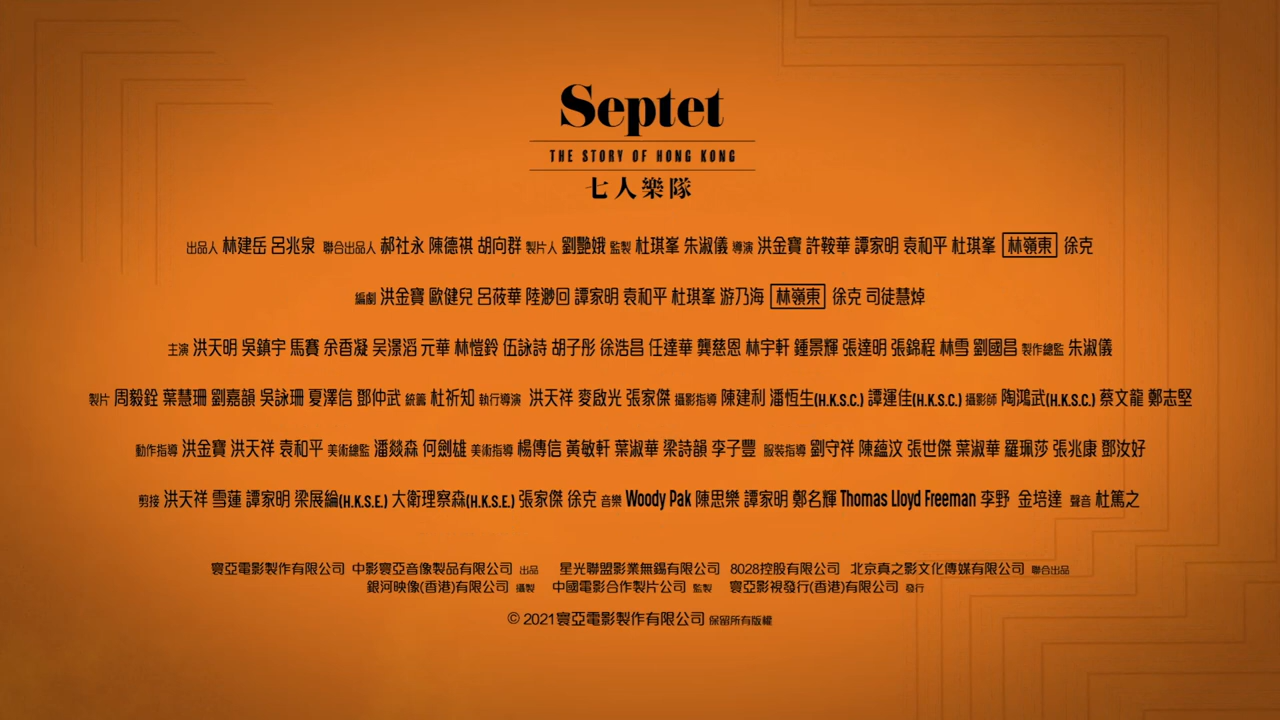 Septet
THE STORY OF HONG KONG
七人樂隊
出品人 林建岳 呂兆泉 聯合出品人 郝社永 陳德祺 胡向群 製片人 劉艷娥 監製 杜琪峯 朱淑儀 導演 洪金寶 許鞍華 譚家明 袁和平 杜琪峯 林嶺東 徐克
編劇 洪金寶 歐健兒 呂莜華 陸渺回 譚家明 袁和平 杜琪峯 游乃海 林嶺東 徐克 司徒慧焯
主演 洪天明 吳鎮宇 馬賽 余香凝 吴澋滔 元華 林愷鈴 伍詠詩 胡子彤 徐浩昌 任達華 龔慈恩 林宇軒 鍾景輝 張達明 張錦程 林雪 劉國昌 製作總監 朱淑儀
製片 周毅銓 葉慧珊 劉嘉韻 吳詠珊 夏澤信 鄧仲武 統籌 杜祈知 執行導演 洪天祥 麥啟光 張家傑 攝影指導 陳建利 潘恆生(H.K.S.C.) 譚運佳(H.K.S.C.) 攝影師 陶鴻武(H.K.S.C.) 蔡文龍 鄭志堅
動作指導 洪金寶 洪天祥 袁和平 美術總監 潘燚森 何劍雄 美術指導 楊傳信 黃敏軒 葉淑華 梁詩韻 李子豐 服裝指導 劉守祥 陳蘊汶 張世傑 葉淑華 羅珮莎 張兆康 鄧汝好
剪接 洪天祥 雪蓮 譚家明 梁展綸(H.K.S.E.) 大衛理察森(H.K.S.E.) 張家傑 徐克 音樂 Woody Pak 陳思樂 譚家明 鄭名輝 Thomas Lloyd Freeman 李野 金培達 聲音 杜篤之
寰亞電影製作有限公司 中影寰亞音像製品有限公司 出品 星光聯盟影業無錫有限公司 8028控股有限公司 北京真之影文化傳媒有限公司 聯合出品
銀河映像(香港)有限公司 攝製 中國電影合作製片公司 監製 寰亞影視發行(香港)有限公司 發行
© 2021寰亞電影製作有限公司 保留所有版權